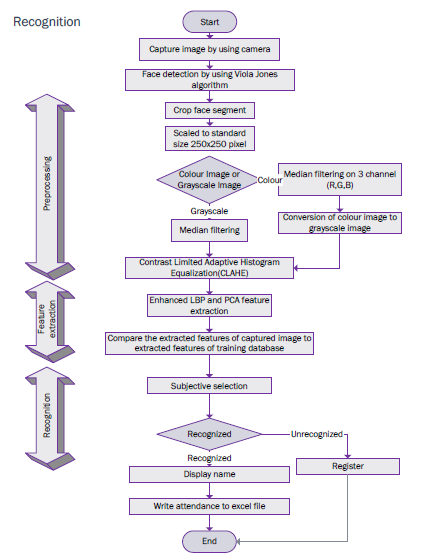 Recognition
Start
Capture image by using camera
Face detection by using Viola Jones
algorithm
Crop face segment
Scaled to standard
size 250x250 pixel
Preprocessing
Colour Image or
Grayscale Image
Colour
Median filtering on 3 channel
(R,G,B)
Grayscale
Conversion of colour image to
grayscale image
Median filtering
Contrast Limited Adaptive Histogram
Equalization(CLAHE)
Feature
extraction
Enhanced LBP and PCA feature
extraction
Compare the extracted features of captured image to
extracted features of training database
Recognition
Subjective selection
Recognized
Unrecognized
Recognized
Register
Display name
Write attendance to excel file
End